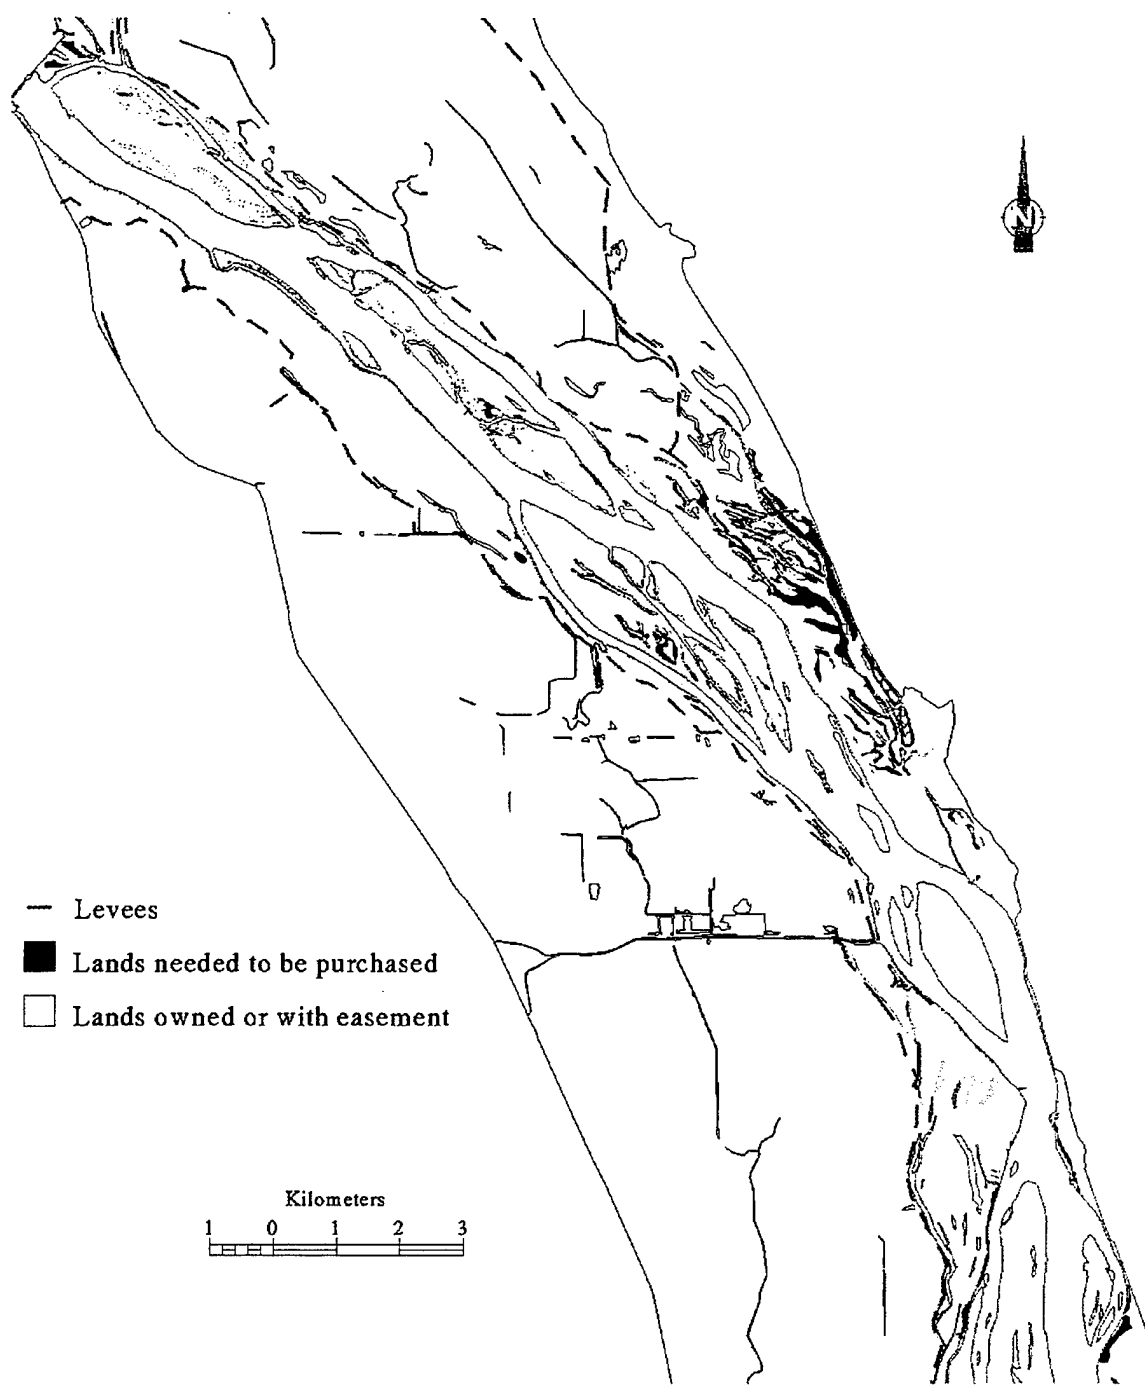 N
Levees
Lands needed to be purchased
Lands owned or with easement
Kilometers
1 0 1 2 3